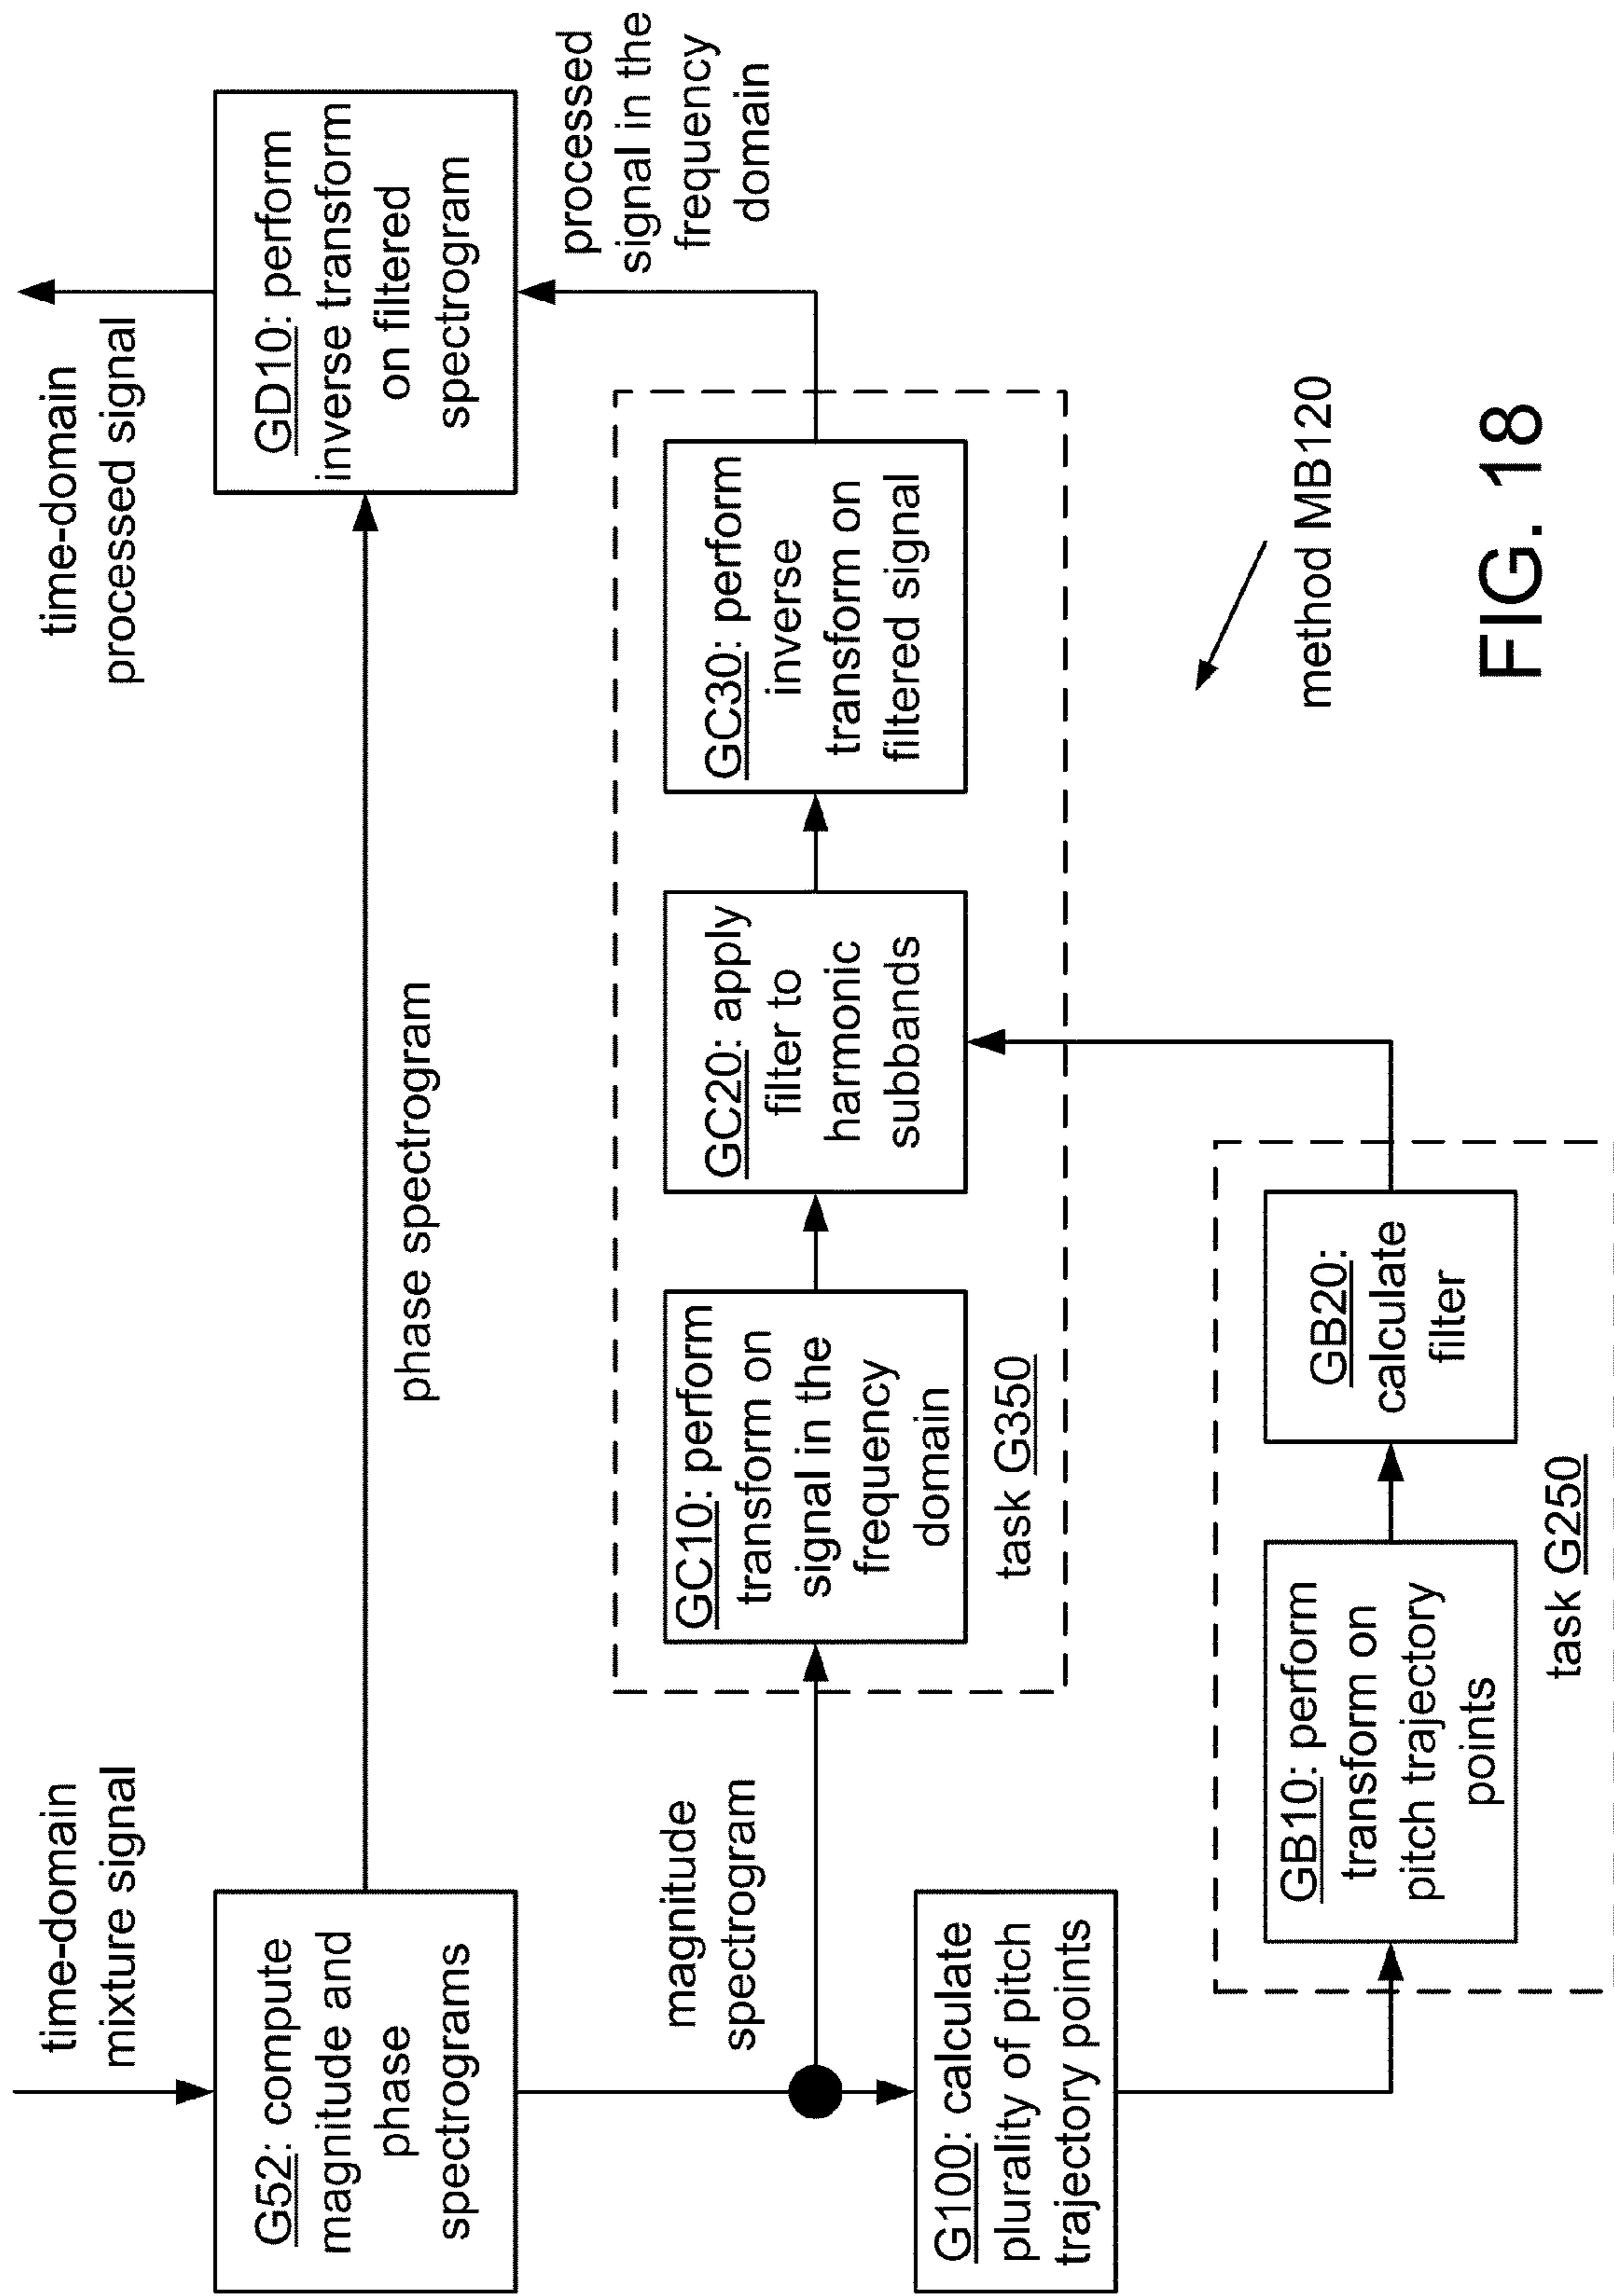 time-domain
mixture signal
G52: compute
magnitude and
phase
spectrograms
phase spectrogram
time-domain
processed signal
GD10: perform
inverse transform
on filtered
spectrogram
processed
signal in the
frequency
domain
magnitude
spectrogram
GC10: perform
transform on
signal in the
frequency
domain
GC20: apply
filter to
harmonic
subbands
GC30: perform
inverse
transform on
filtered signal
task G350
G100: calculate
plurality of pitch
trajectory points
GB10: perform
transform on
pitch trajectory
points
GB20:
calculate
filter
task G250
method MB120
FIG. 18